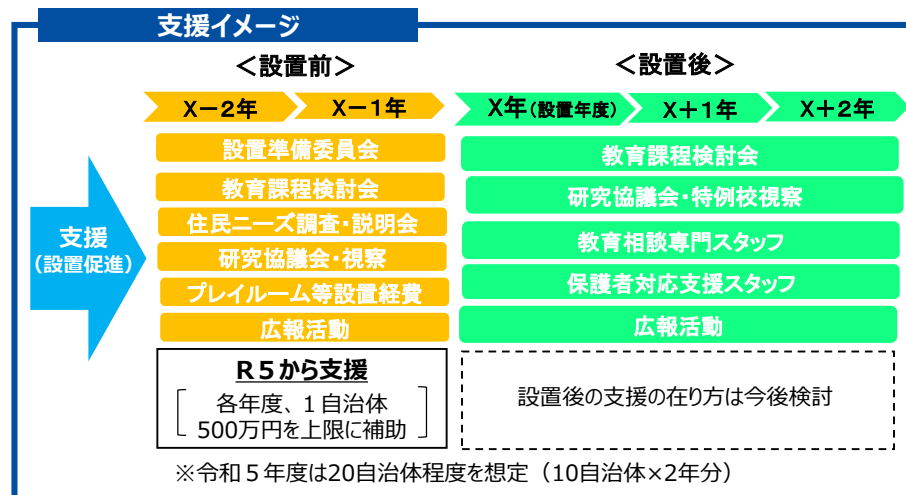 支援イメージ
＜設置前＞
＜設置後＞
X－2年
X－1年
X年(設置年度)
X＋1年
X＋2年
支援
(設置促進)
設置準備委員会
教育課程検討会
住民ニーズ調査・説明会
研究協議会・視察
プレイルーム等設置経費
広報活動
教育課程検討会
研究協議会・特例校視察
教育相談専門スタッフ
保護者対応支援スタッフ
広報活動
R５から支援
各年度、１自治体
500万円を上限に補助
設置後の支援の在り方は今後検討
※令和５年度は20自治体程度を想定（10自治体×2年分）